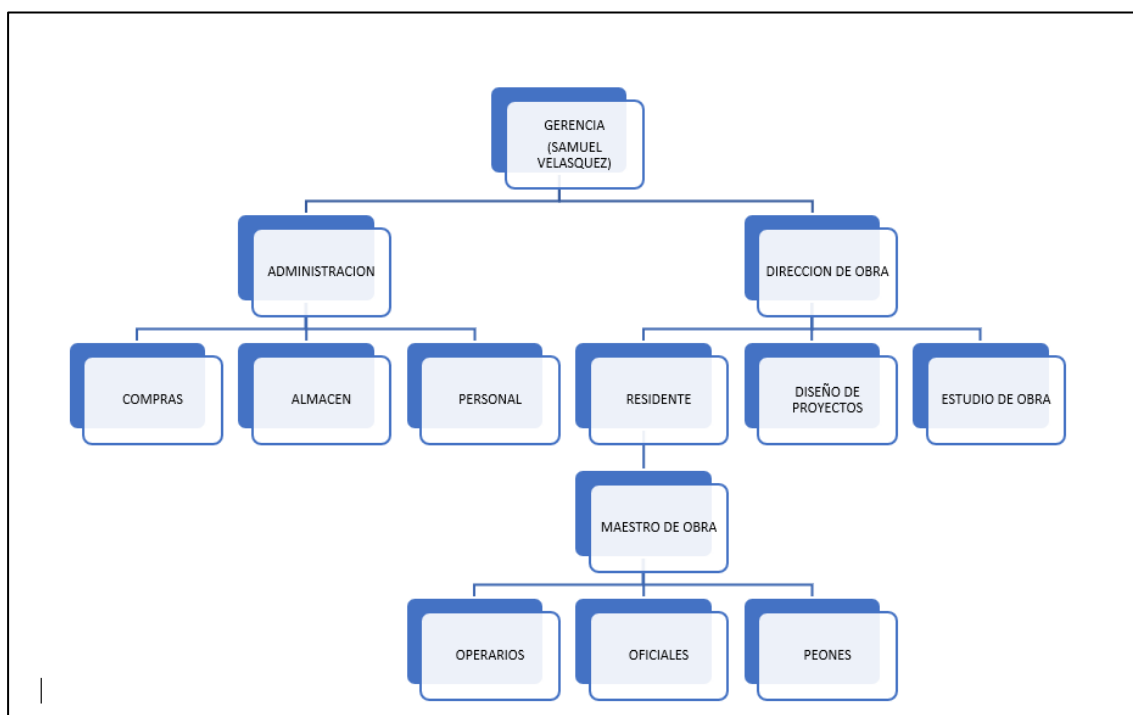 GERENCIA
(SAMUEL
VELASQUEZ)
ADMINISTRACION
DIRECCION DE OBRA
COMPRAS
ALMACEN
PERSONAL
RESIDENTE
DISEÑO DE
PROYECTOS
ESTUDIO DE OBRA
MAESTRO DE OBRA
OPERARIOS
OFICIALES
PEONES